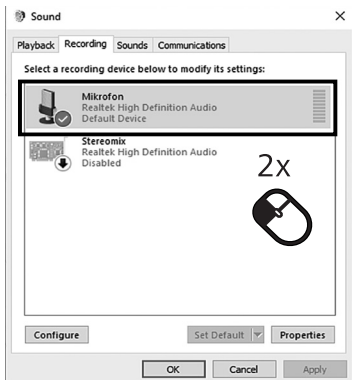 Sound
Playback Recording Sounds Communications
Select a recording device below to modify its settings:
Mikrofon
Realtek High Definition Audio
Default Device
Stereomix
Realtek High Definition Audio
Disabled
2x
Configure Set Default Properties
OK Cancel Apply